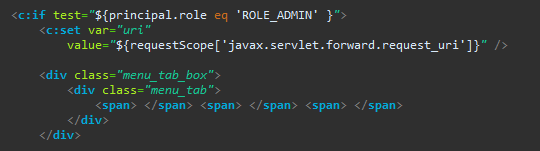 <c:if test="${principal.role eq 'ROLE_ADMIN' }">
<c:set var="uri"
value="${requestScope['javax.servlet.forward.request_uri']}" />
<div class="menu_tab_box">
<div class="menu_tab">
<span> </span> <span> </span> <span> </span>
</div>
</div>